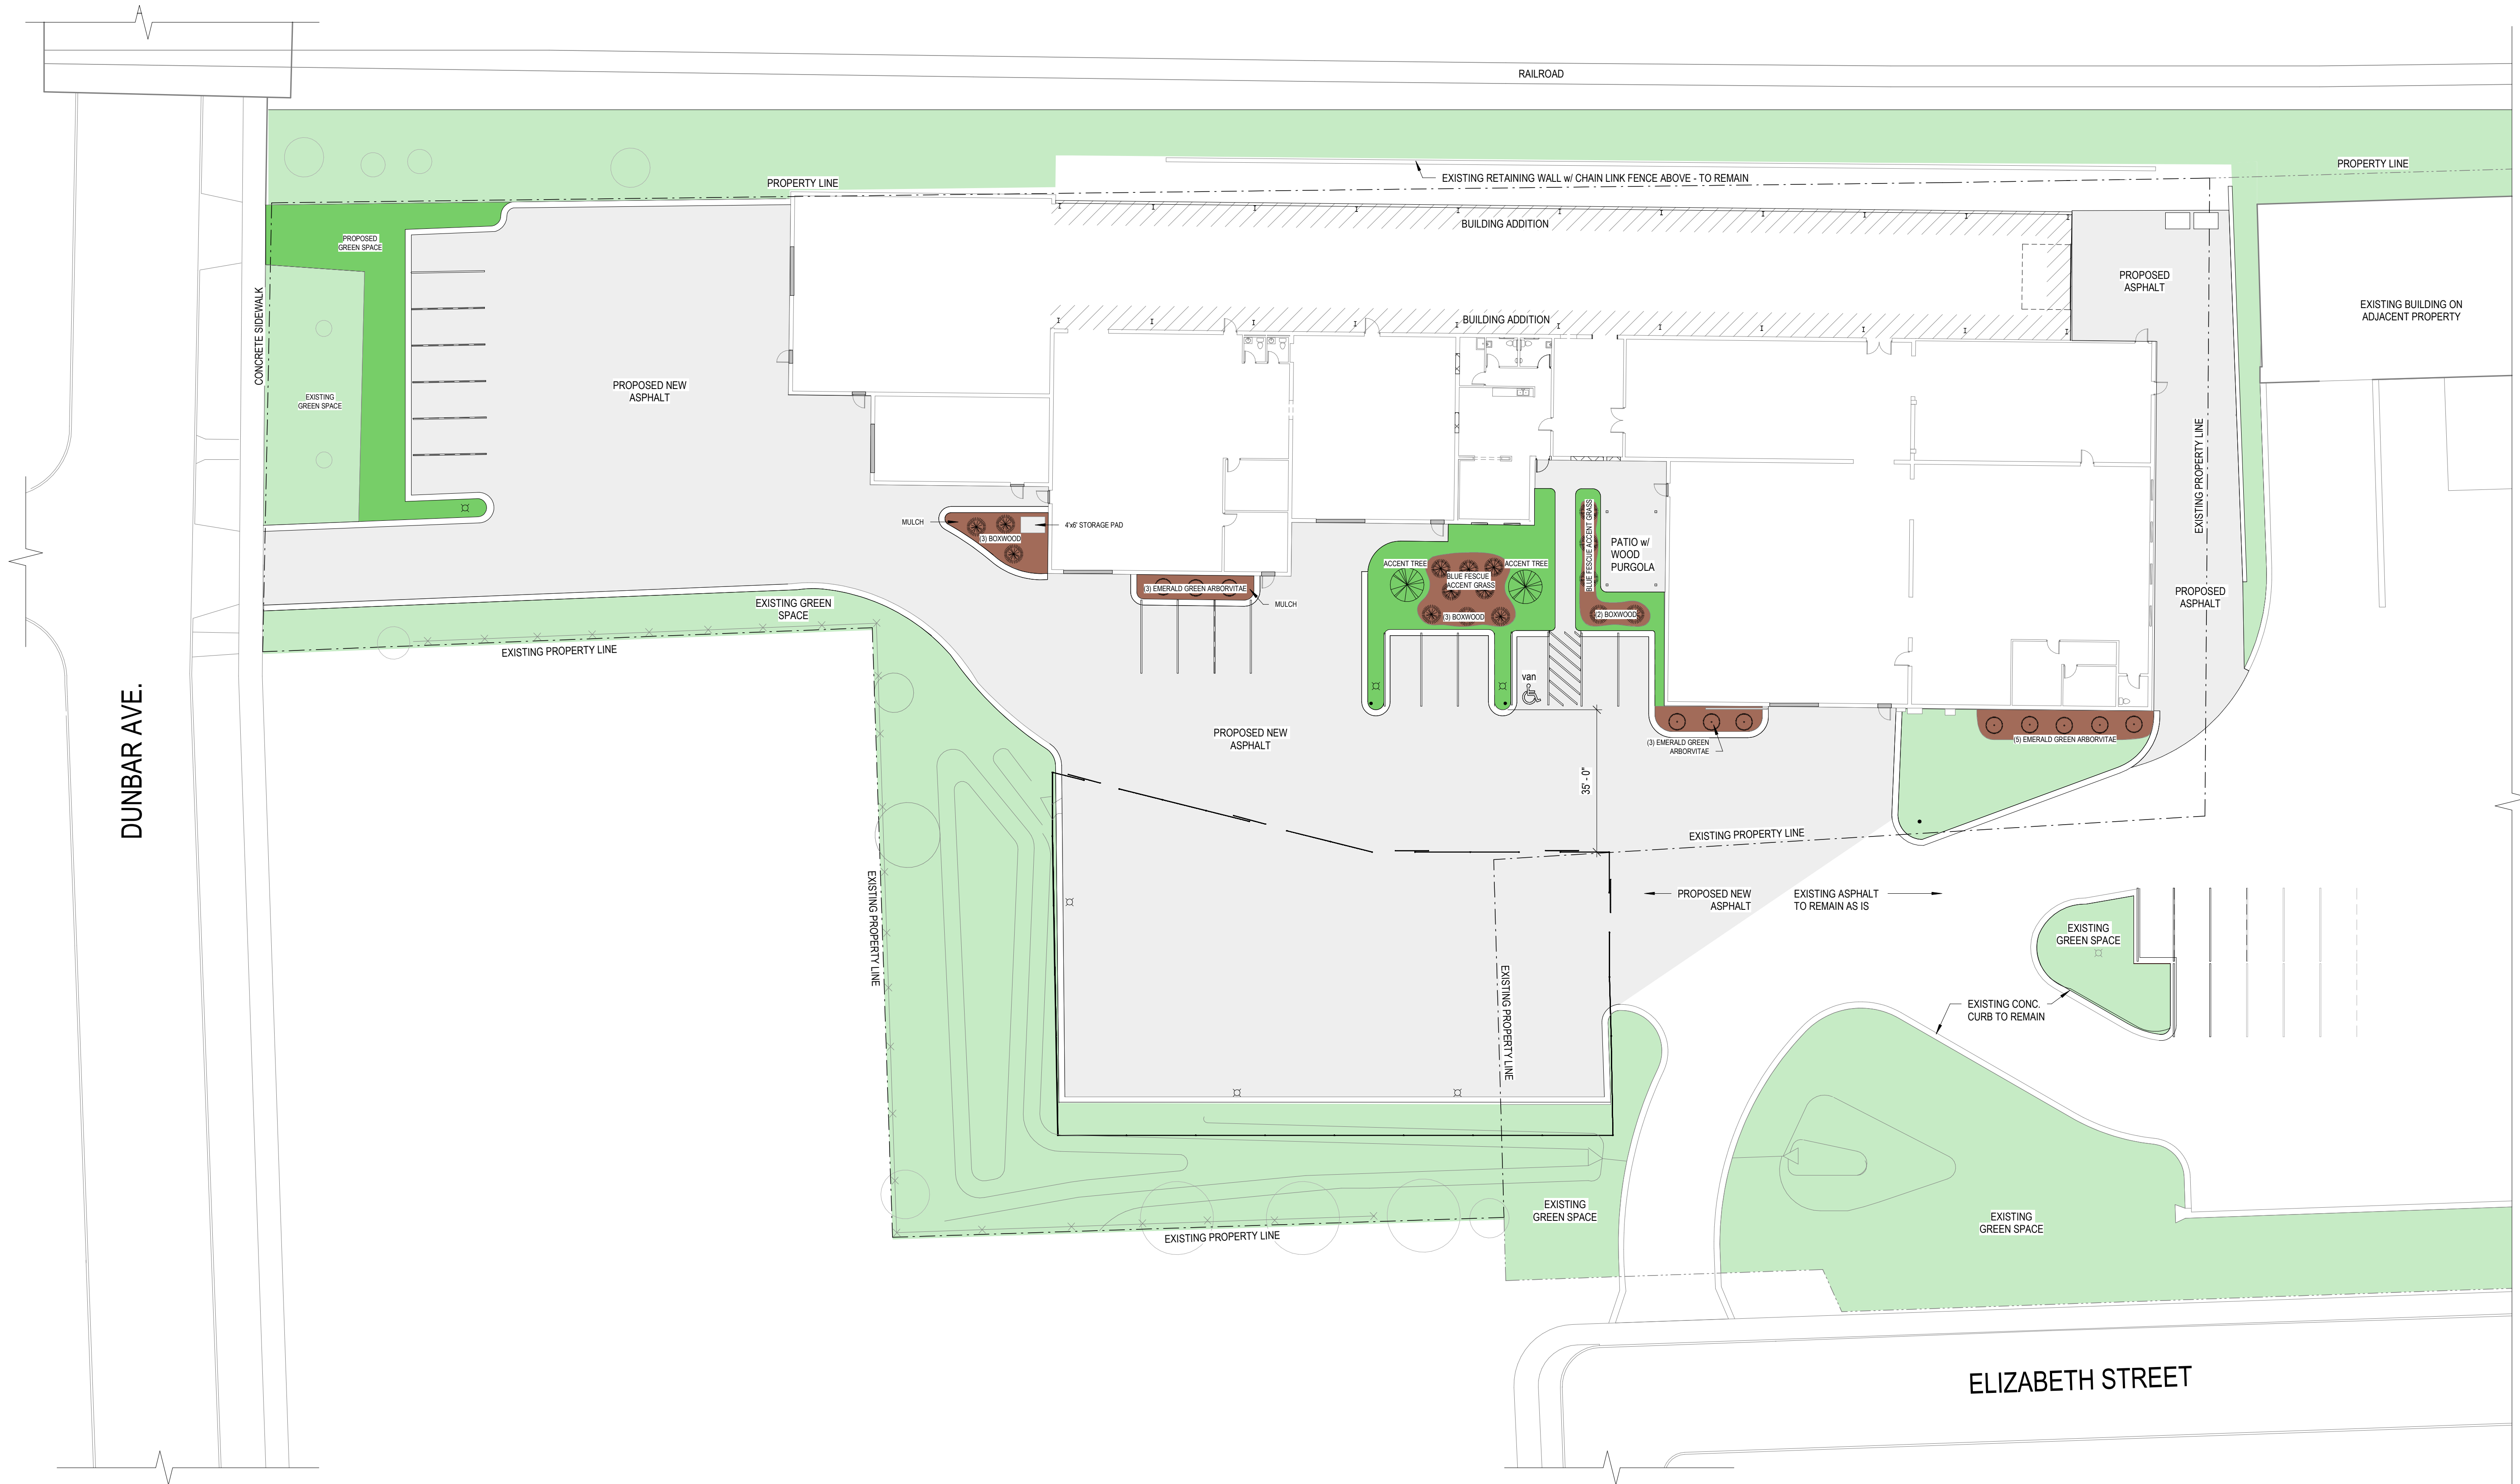 RAILROAD
PROPERTY LINE
PROPERTY LINE
EXISTING RETAINING WALL w/ CHAIN LINK FENCE ABOVE - TO REMAIN
BUILDING ADDITION
PROPOSED
GREEN SPACE
PROPOSED
ASPHALT
EXISTING BUILDING ON
ADJACENT PROPERTY
BUILDING ADDITION
CONCRETE SIDEWALK
EXISTING
GREEN SPACE
PROPOSED NEW
ASPHALT
EXISTING PROPERTY LINE
MULCH
4'x6' STORAGE PAD
(3) BOXWOOD
BLUE FESCUE ACCENT GRASS
PATIO w/
WOOD
PURGOLA
ACCENT TREE
ACCENT TREE
BLUE FESCUE
ACCENT GRASS
(3) EMERALD GREEN ARBORVITAE
MULCH
(3) BOXWOOD
(2) BOXWOOD
PROPOSED
ASPHALT
EXISTING GREEN
SPACE
EXISTING PROPERTY LINE
van
DUNBAR AVE.
PROPOSED NEW
ASPHALT
(3) EMERALD GREEN
ARBORVITAE
(5) EMERALD GREEN ARBORVITAE
35' - 0"
EXISTING PROPERTY LINE
EXISTING PROPERTY LINE
PROPOSED NEW
ASPHALT
EXISTING ASPHALT
TO REMAIN AS IS
EXISTING
GREEN SPACE
EXISTING PROPERTY LINE
EXISTING CONC.
CURB TO REMAIN
EXISTING
GREEN SPACE
EXISTING
GREEN SPACE
EXISTING PROPERTY LINE
ELIZABETH STREET